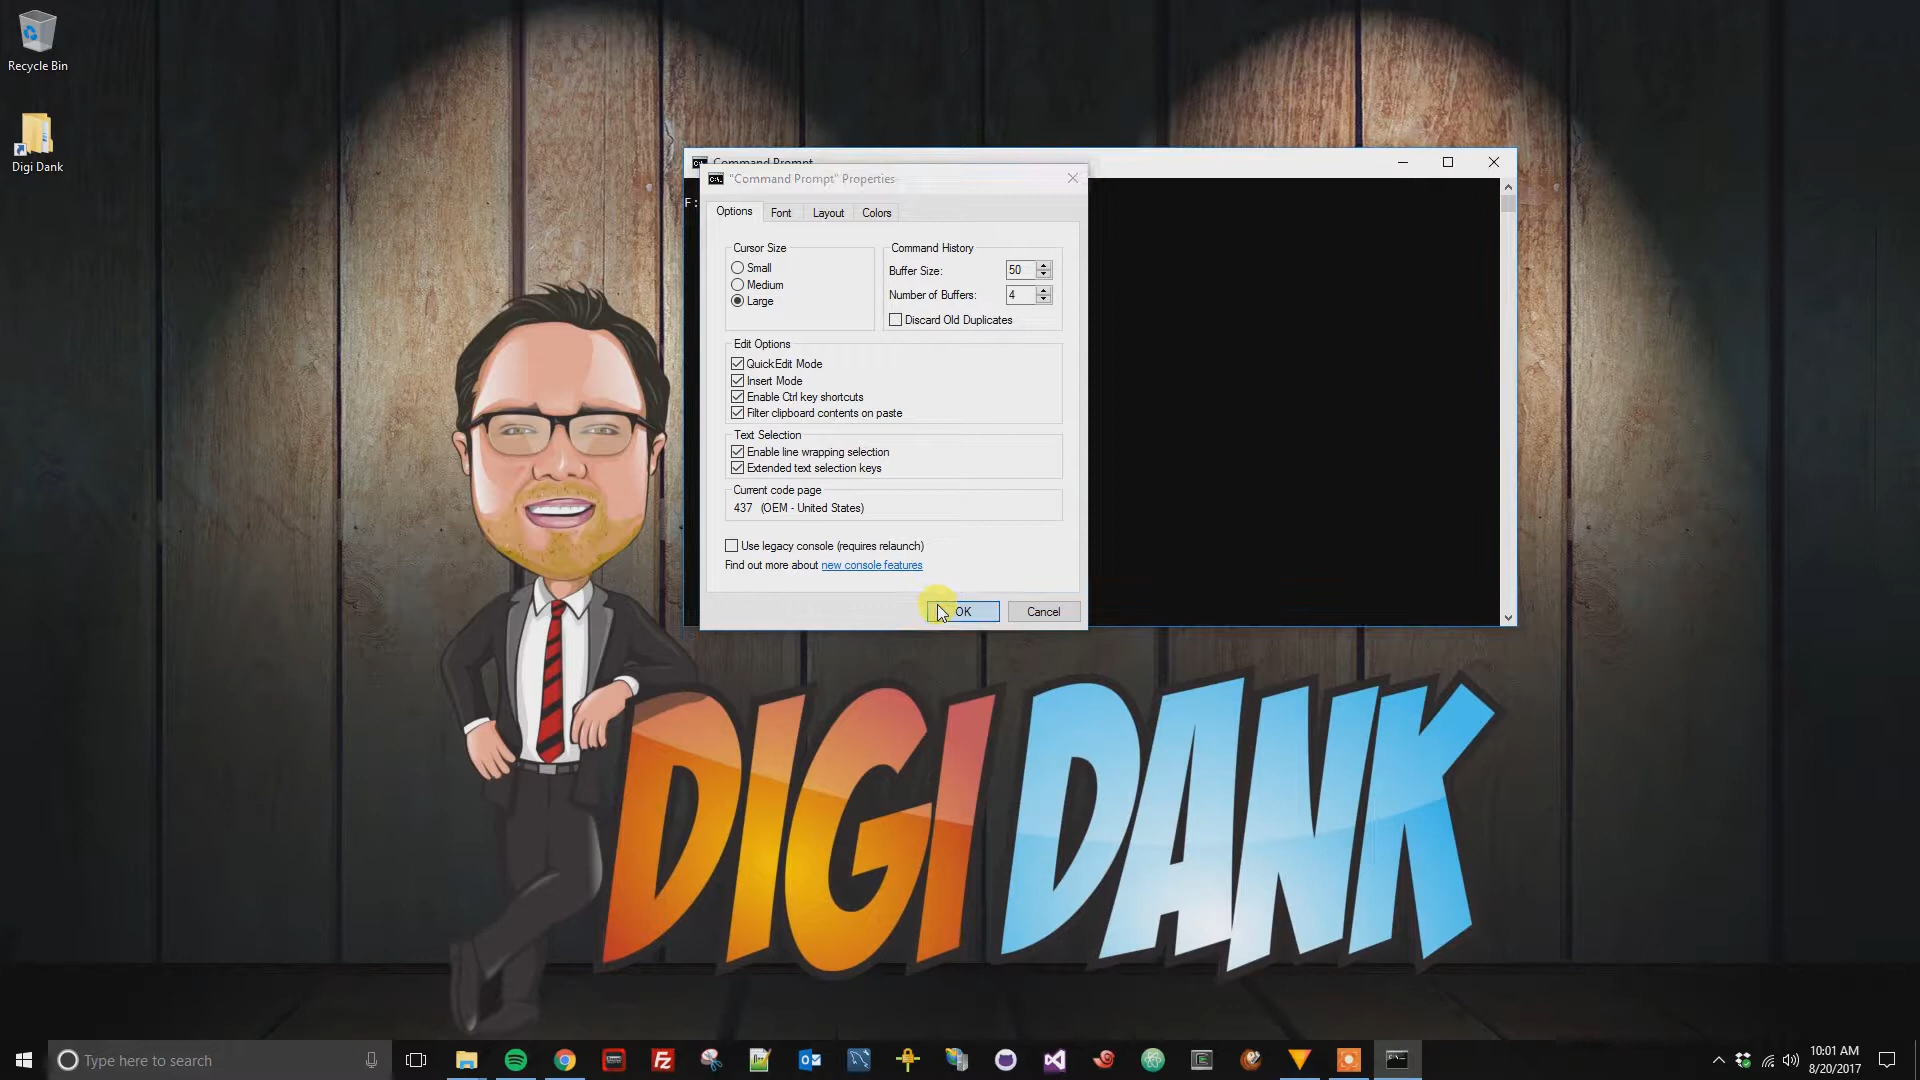 Recycle Bin
Digi Dank
Command Prompt
F:
"Command Prompt" Properties
Options
Font
Layout
Colors
Cursor Size
Small
Medium
Large
Command History
Buffer Size:
50
Number of Buffers:
4
Discard Old Duplicates
Edit Options
QuickEdit Mode
Insert Mode
Enable Ctrl key shortcuts
Filter clipboard contents on paste
Text Selection
Enable line wrapping selection
Extended text selection keys
Current code page
437 (OEM - United States)
Use legacy console (requires relaunch)
Find out more about new console features
OK
Cancel
DIGI DANK
Type here to search
10:01 AM
8/20/2017